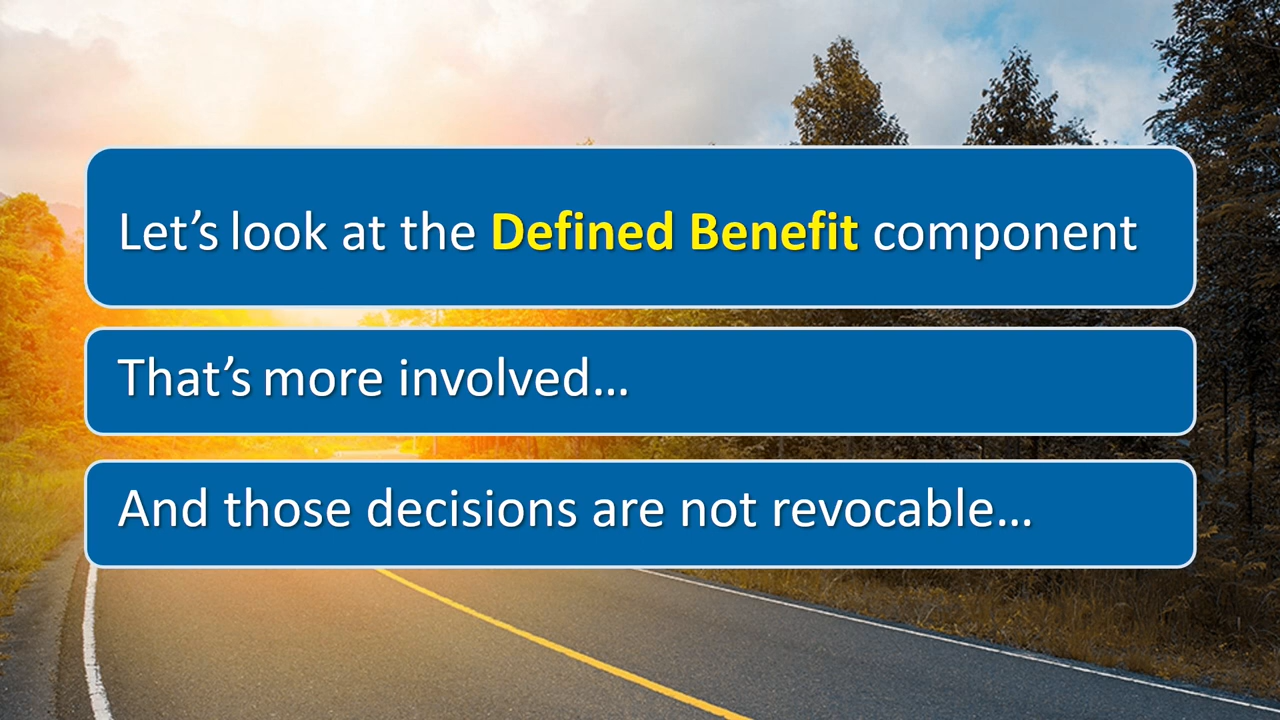 Let’s look at the Defined Benefit component
That’s more involved…
And those decisions are not revocable…